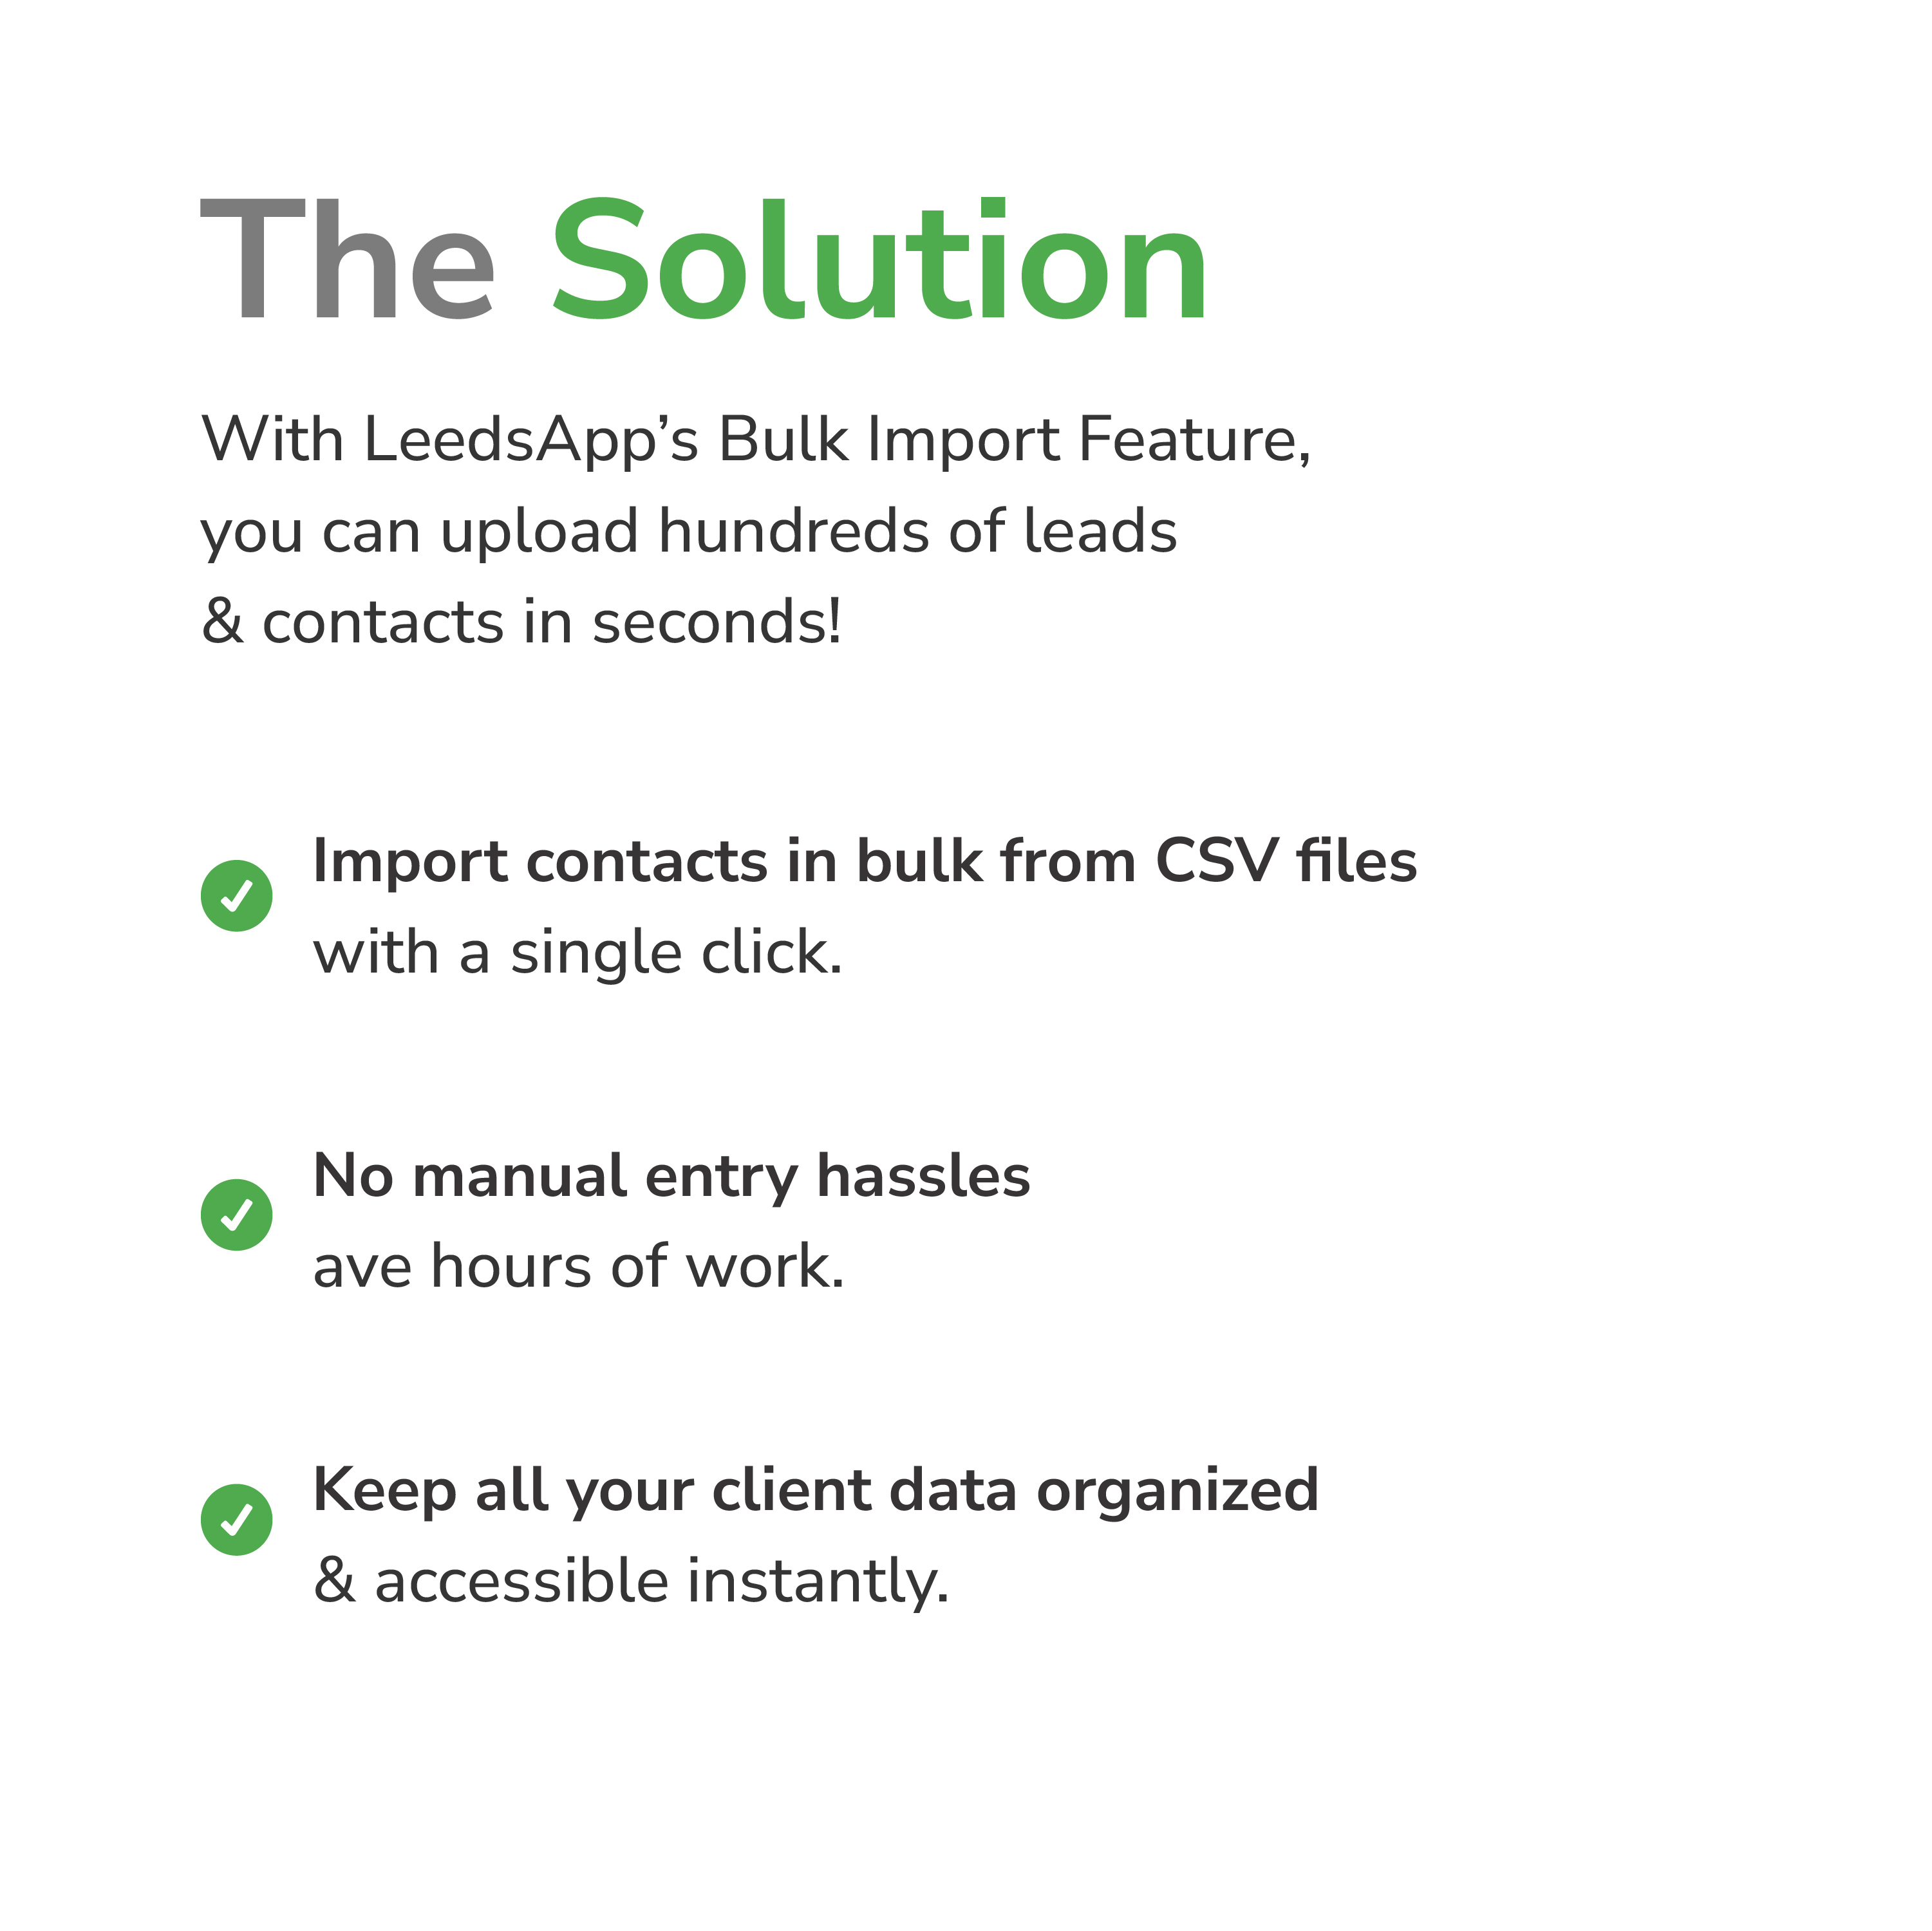 The Solution
With LeedsApp’s Bulk Import Feature,
you can upload hundreds of leads
& contacts in seconds!
Import contacts in bulk from CSV files
with a single click.
No manual entry hassles
ave hours of work.
Keep all your client data organized
& accessible instantly.